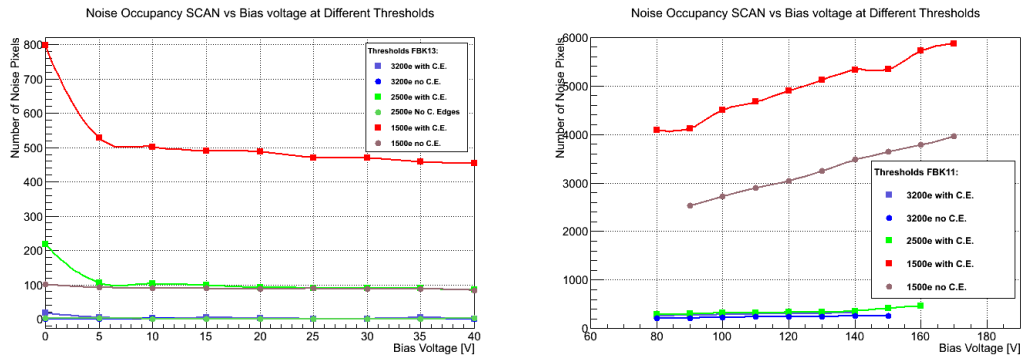 Noise Occupancy SCAN vs Bias voltage at Different Thresholds
Number of Noise Pixels
800
700
600
500
400
300
200
100
0
0 5 10 15 20 25 30 35 40
Bias Voltage [V]
Thresholds FBK13:
3200e with C.E.
3200e no C.E.
2500e with C.E.
2500e No C. Edges
1500e with C.E.
1500e no C.E.
Noise Occupancy SCAN vs Bias voltage at Different Thresholds
Number of Noise Pixels
6000
5000
4000
3000
2000
1000
0
60 80 100 120 140 160 180
Bias Voltage [V]
Thresholds FBK11:
3200e with C.E.
3200e no C.E.
2500e with C.E.
1500e with C.E.
1500e no C.E.